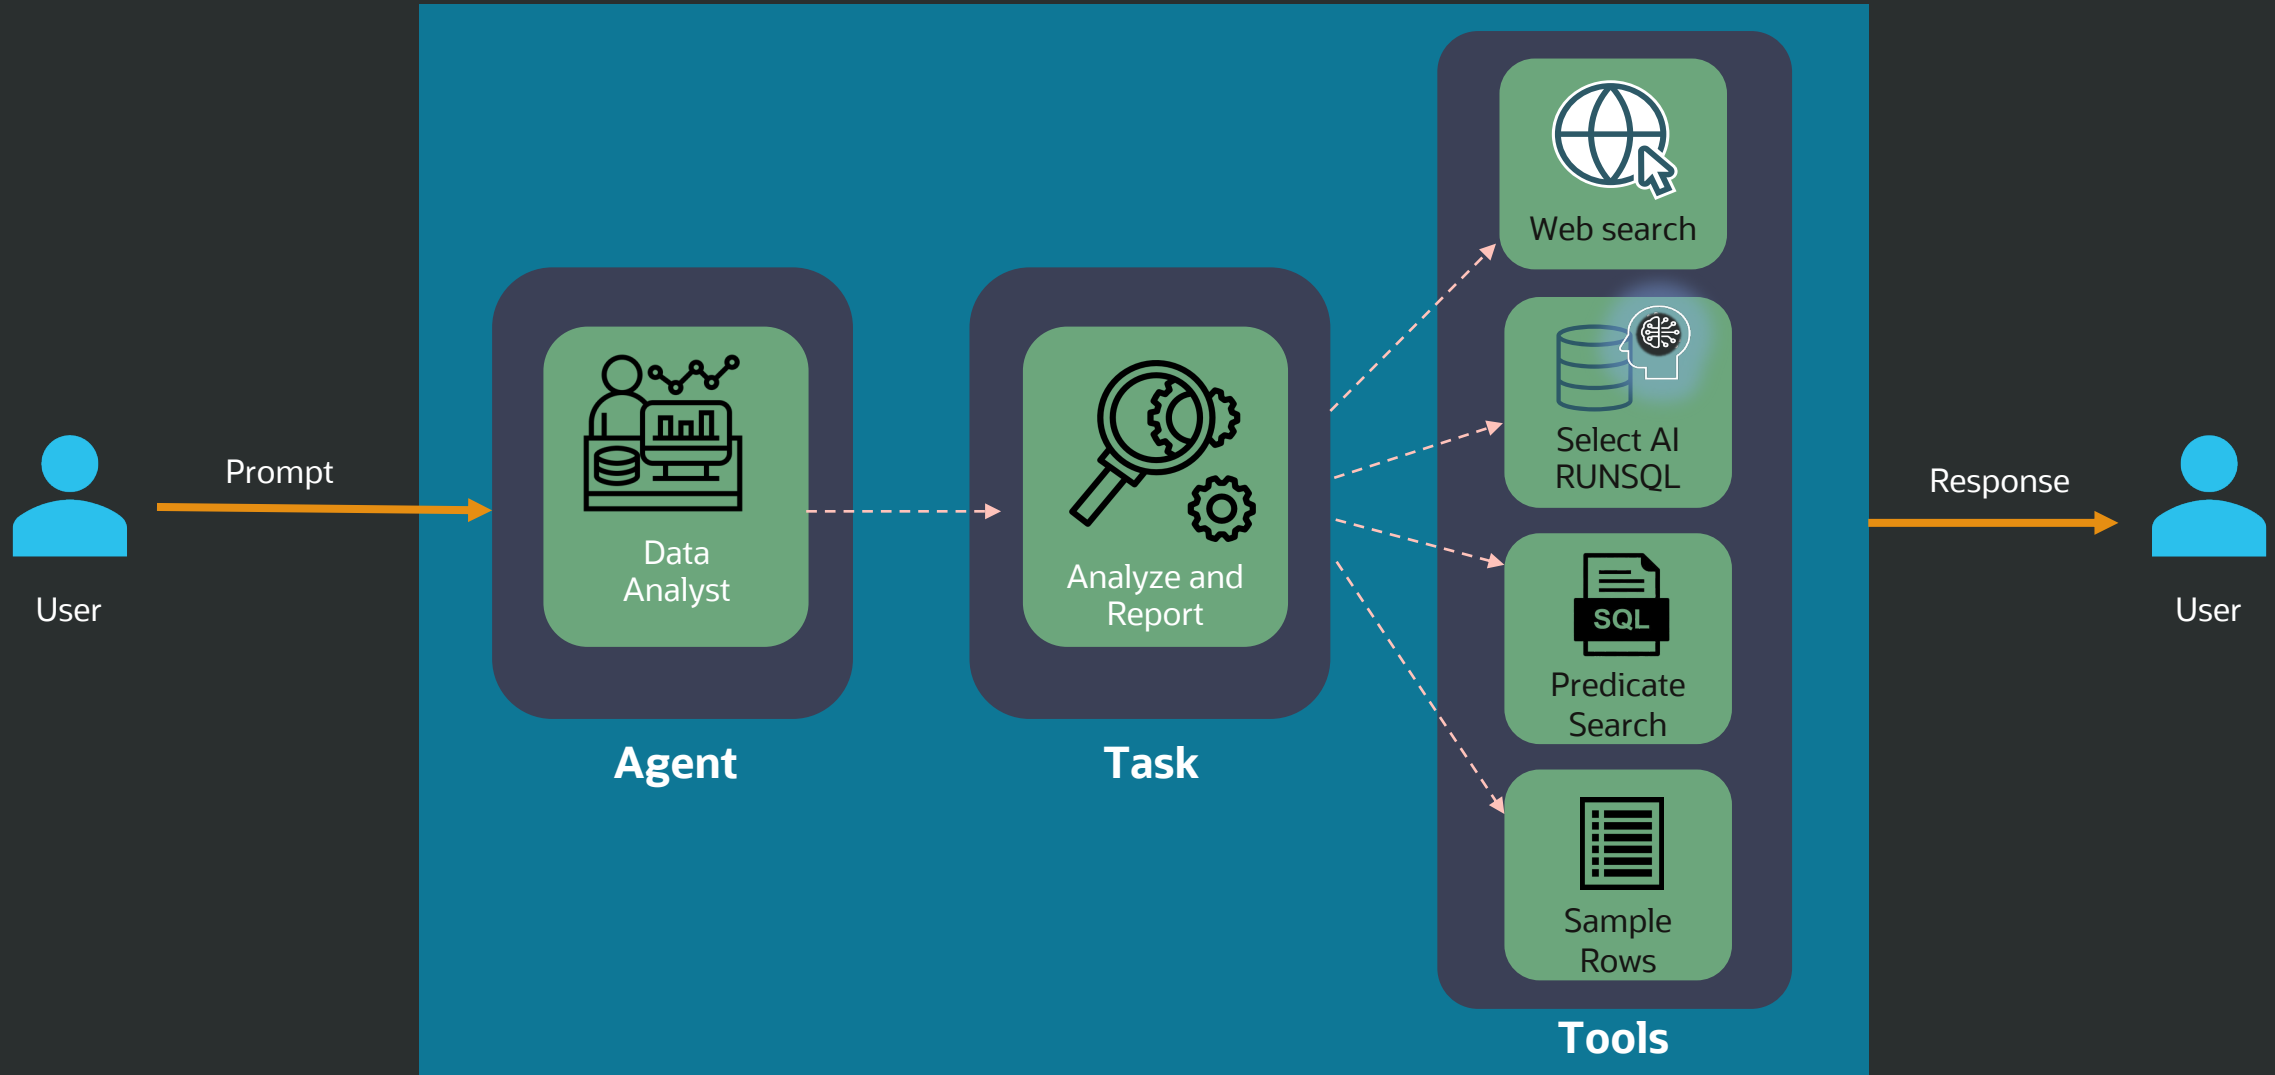 User
Prompt
Data
Analyst
Agent
Analyze and
Report
Task
Web search
Select AI
RUNSQL
SQL
Predicate
Search
Sample
Rows
Tools
Response
User